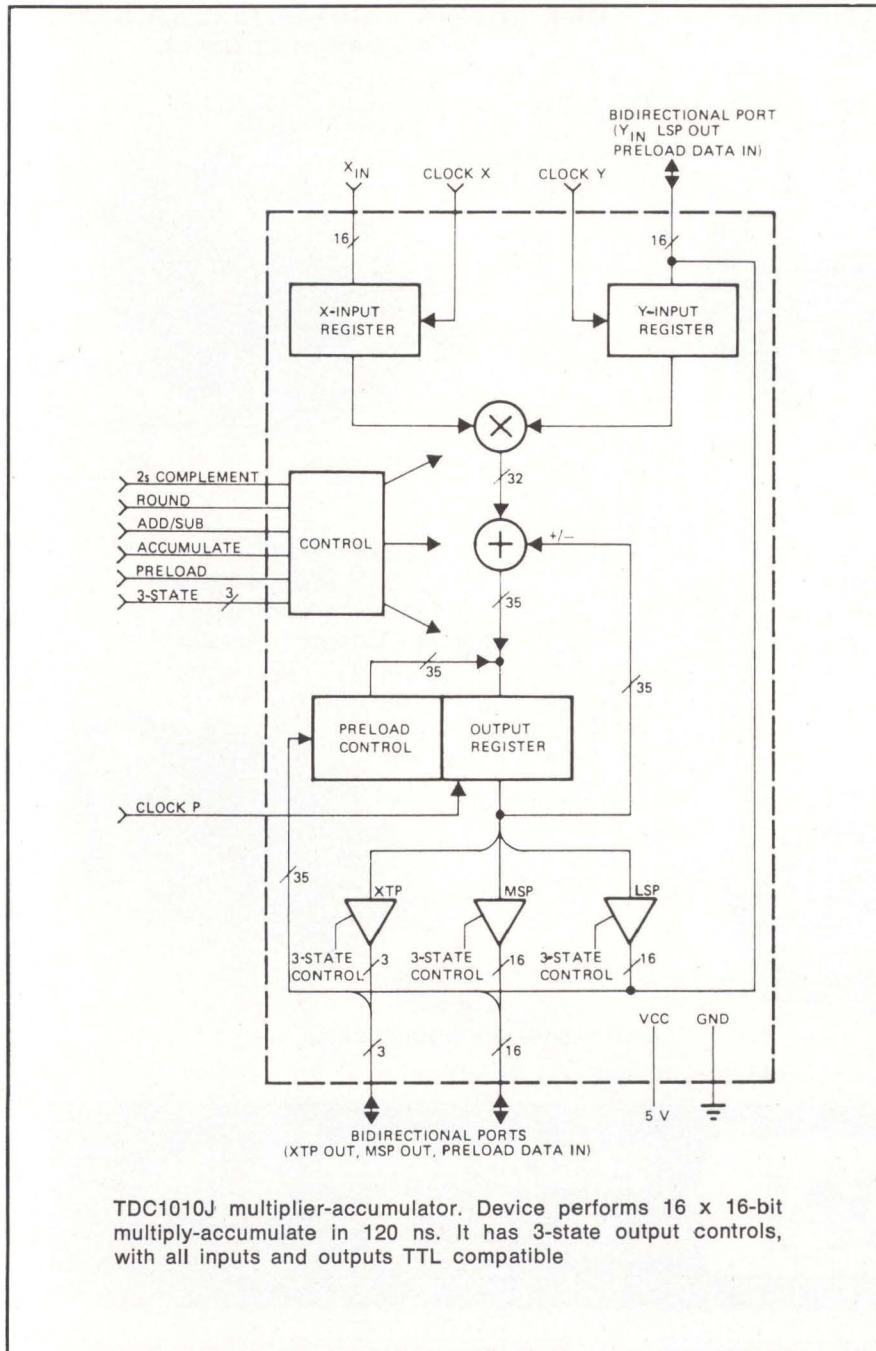 BIDIRECTIONAL PORT
(YIN LSP OUT
PRELOAD DATA IN)
XIN
CLOCK X
CLOCK Y
16
16
X-INPUT
REGISTER
Y-INPUT
REGISTER
×
32
2s COMPLEMENT
ROUND
ADD/SUB
ACCUMULATE
PRELOAD
3-STATE
3
CONTROL
+
+/−
35
35
35
PRELOAD
CONTROL
OUTPUT
REGISTER
CLOCK P
35
XTP
MSP
LSP
3-STATE
CONTROL
3
3-STATE
CONTROL
16
3-STATE
CONTROL
16
VCC
GND
3
16
5 V
BIDIRECTIONAL PORTS
(XTP OUT, MSP OUT, PRELOAD DATA IN)
TDC1010J multiplier-accumulator. Device performs 16 x 16-bit
multiply-accumulate in 120 ns. It has 3-state output controls,
with all inputs and outputs TTL compatible